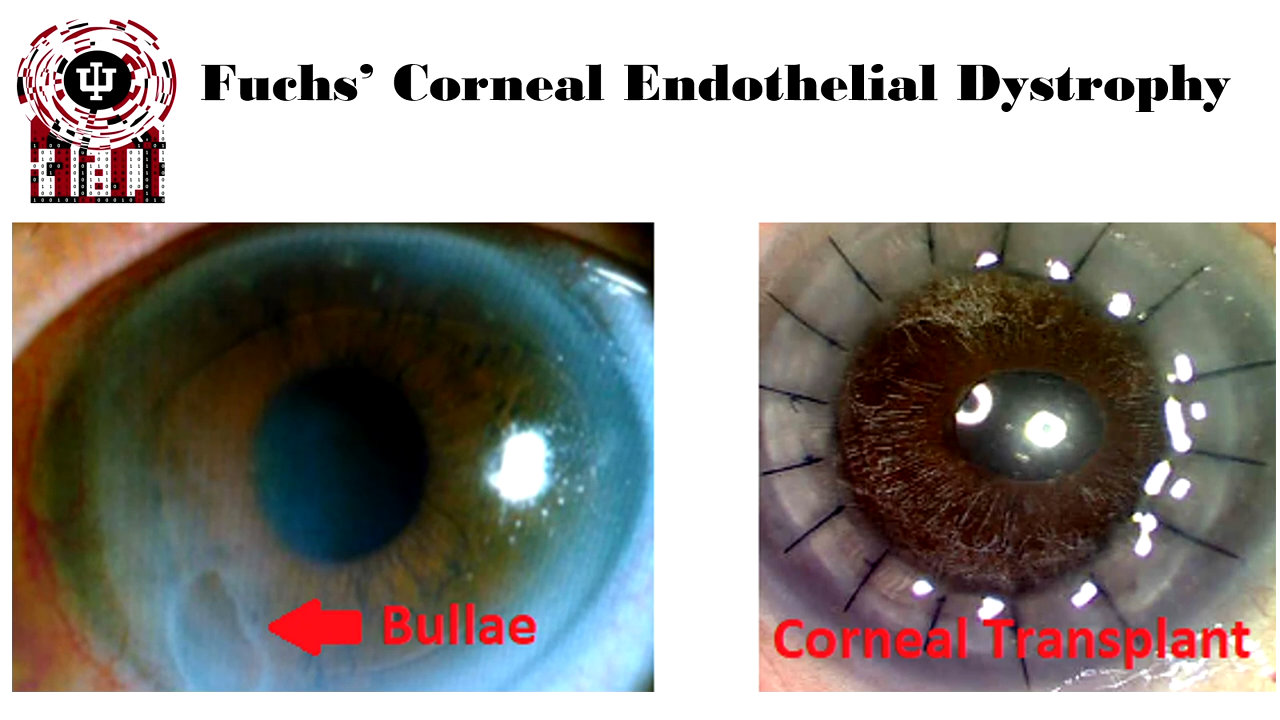 Fuchs’ Corneal Endothelial Dystrophy
Bullae
Corneal Transplant